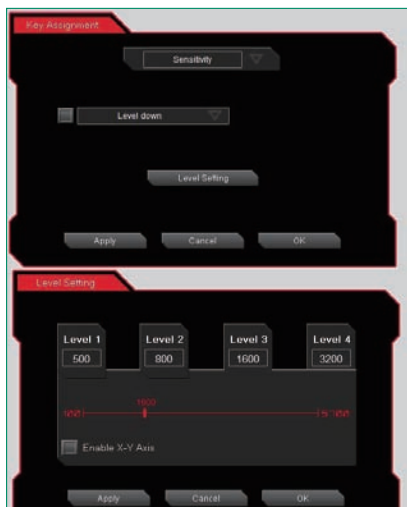 Key Assignment
Sensitivity
Level down
Level Setting
Apply Cancel OK
Level Setting
Level 1 Level 2 Level 3 Level 4
500 800 1600 3200
1600
Enable X-Y Axis
Apply Cancel OK